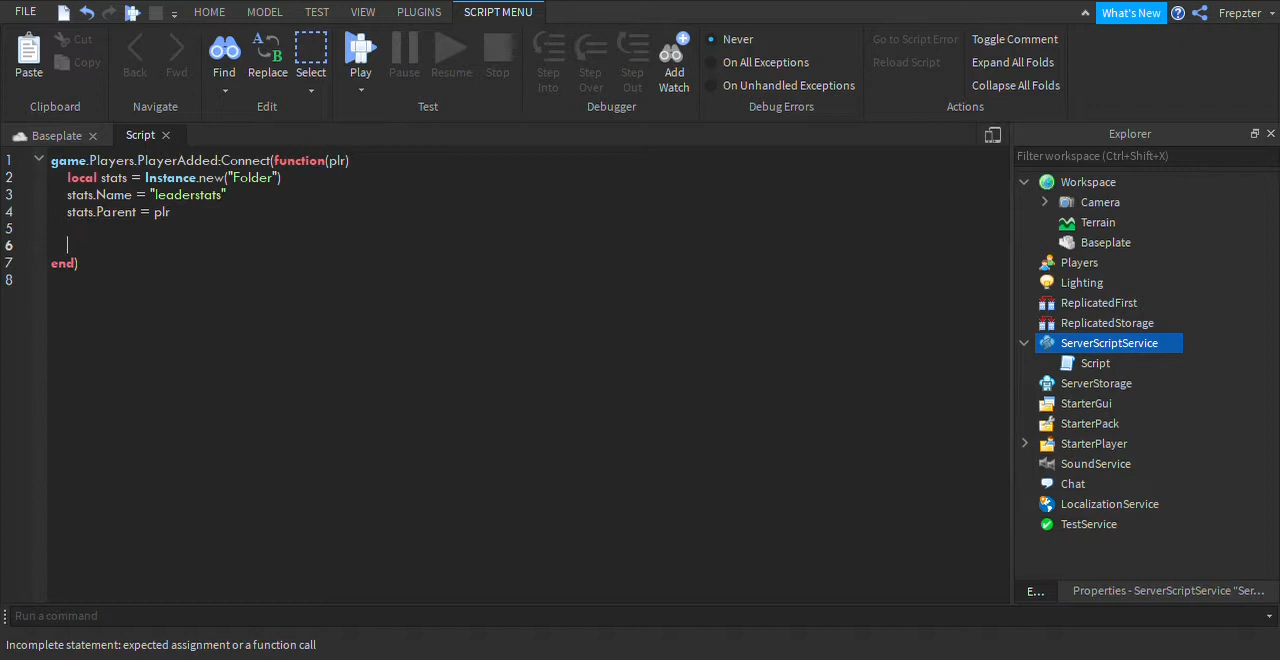 FILE HOME MODEL TEST VIEW PLUGINS SCRIPT MENU What's New Frepzter
Paste Cut Copy Back Fwd Find Replace Select Play Pause Resume Stop Step Into Step Over Step Out Add Watch
Never
On All Exceptions
On Unhandled Exceptions
Go to Script Error
Reload Script
Toggle Comment
Expand All Folds
Collapse All Folds
Clipboard Navigate Edit Test Debugger Debug Errors Actions
Baseplate Script
1 game.Players.PlayerAdded:Connect(function(plr)
2 local stats = Instance.new("Folder")
3 stats.Name = "leaderstats"
4 stats.Parent = plr
5
6
7 end)
8
Explorer
Filter workspace (Ctrl+Shift+X)
Workspace
Camera
Terrain
Baseplate
Players
Lighting
ReplicatedFirst
ReplicatedStorage
ServerScriptService
Script
ServerStorage
StarterGui
StarterPack
StarterPlayer
SoundService
Chat
LocalizationService
TestService
E... Properties - ServerScriptService "Ser...
Run a command
Incomplete statement: expected assignment or a function call